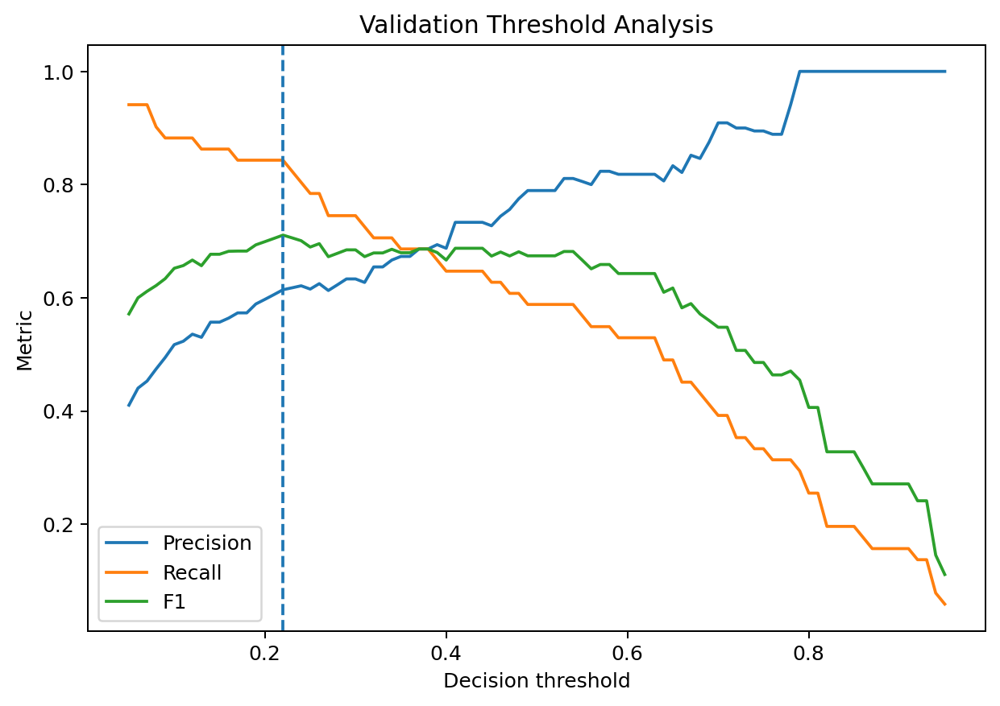 Validation Threshold Analysis
1.0
0.8
0.6
0.4
0.2
Metric
Precision
Recall
F1
0.2 0.4 0.6 0.8
Decision threshold